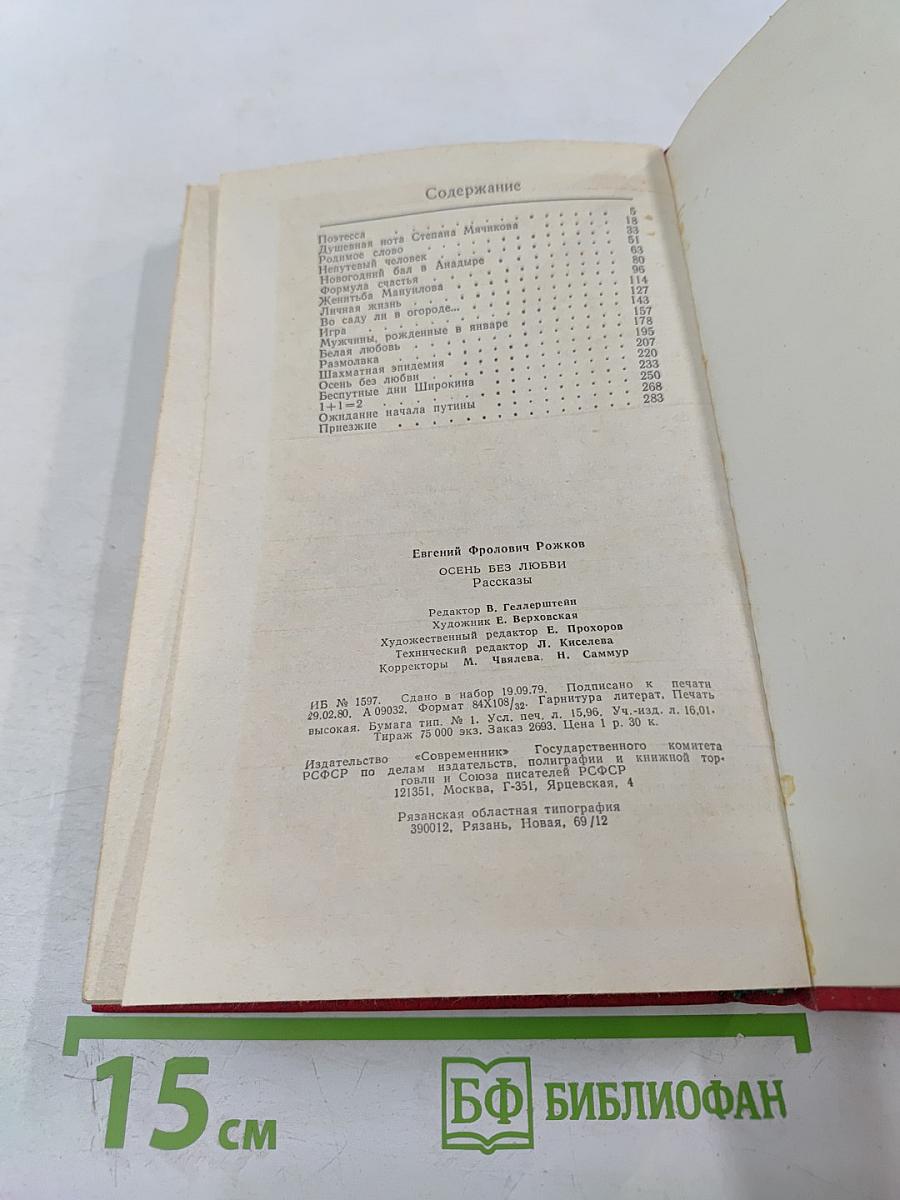 Содержание
Поэтесса . . . . . . . . . . 5
Душевная нота Степана Мячикова . . . . 18
Родимое слово . . . . . . . . . 33
Непутевый человек . . . . . . . . 51
Новогодний бал в Анадыре . . . . . . 63
Формула счастья . . . . . . . . 80
Женитьба Мануйлова . . . . . . . 96
Личная жизнь . . . . . . . . . 114
Во саду ли в огороде... . . . . . . . 127
Игра . . . . . . . . . . . 143
Мужчины, рожденные в январе . . . . . 157
Белая любовь . . . . . . . . . 178
Размолвка . . . . . . . . . . 195
Шахматная эпидемия . . . . . . . 207
Осень без любви . . . . . . . . 220
Беспутные дни Широкина . . . . . . 233
1+1=2 . . . . . . . . . . 250
Ожидание начала путины . . . . . . 268
Приезжие . . . . . . . . . . 283
Евгений Фролович Рожков
ОСЕНЬ БЕЗ ЛЮБВИ
Рассказы
Редактор В. Геллерштейн
Художник Е. Верховская
Художественный редактор Е. Прохоров
Технический редактор Л. Киселева
Корректоры М. Чвялева, Н. Саммур
ИБ № 1597. Сдано в набор 19.09.79. Подписано к печати
29.02.80. А 09032. Формат 84X108/32. Гарнитура литерат. Печать
высокая. Бумага тип. № 1. Усл. печ. л. 15,96. Уч.-изд. л. 16,01.
Тираж 75 000 экз. Заказ 2693. Цена 1 р. 30 к.
Издательство «Современник» Государственного комитета
РСФСР по делам издательств, полиграфии и книжной тор-
говли и Союза писателей РСФСР
121351, Москва, Г-351, Ярцевская, 4
Рязанская областная типография
390012, Рязань, Новая, 69/12
15 см
БФ БИБЛИОФАН